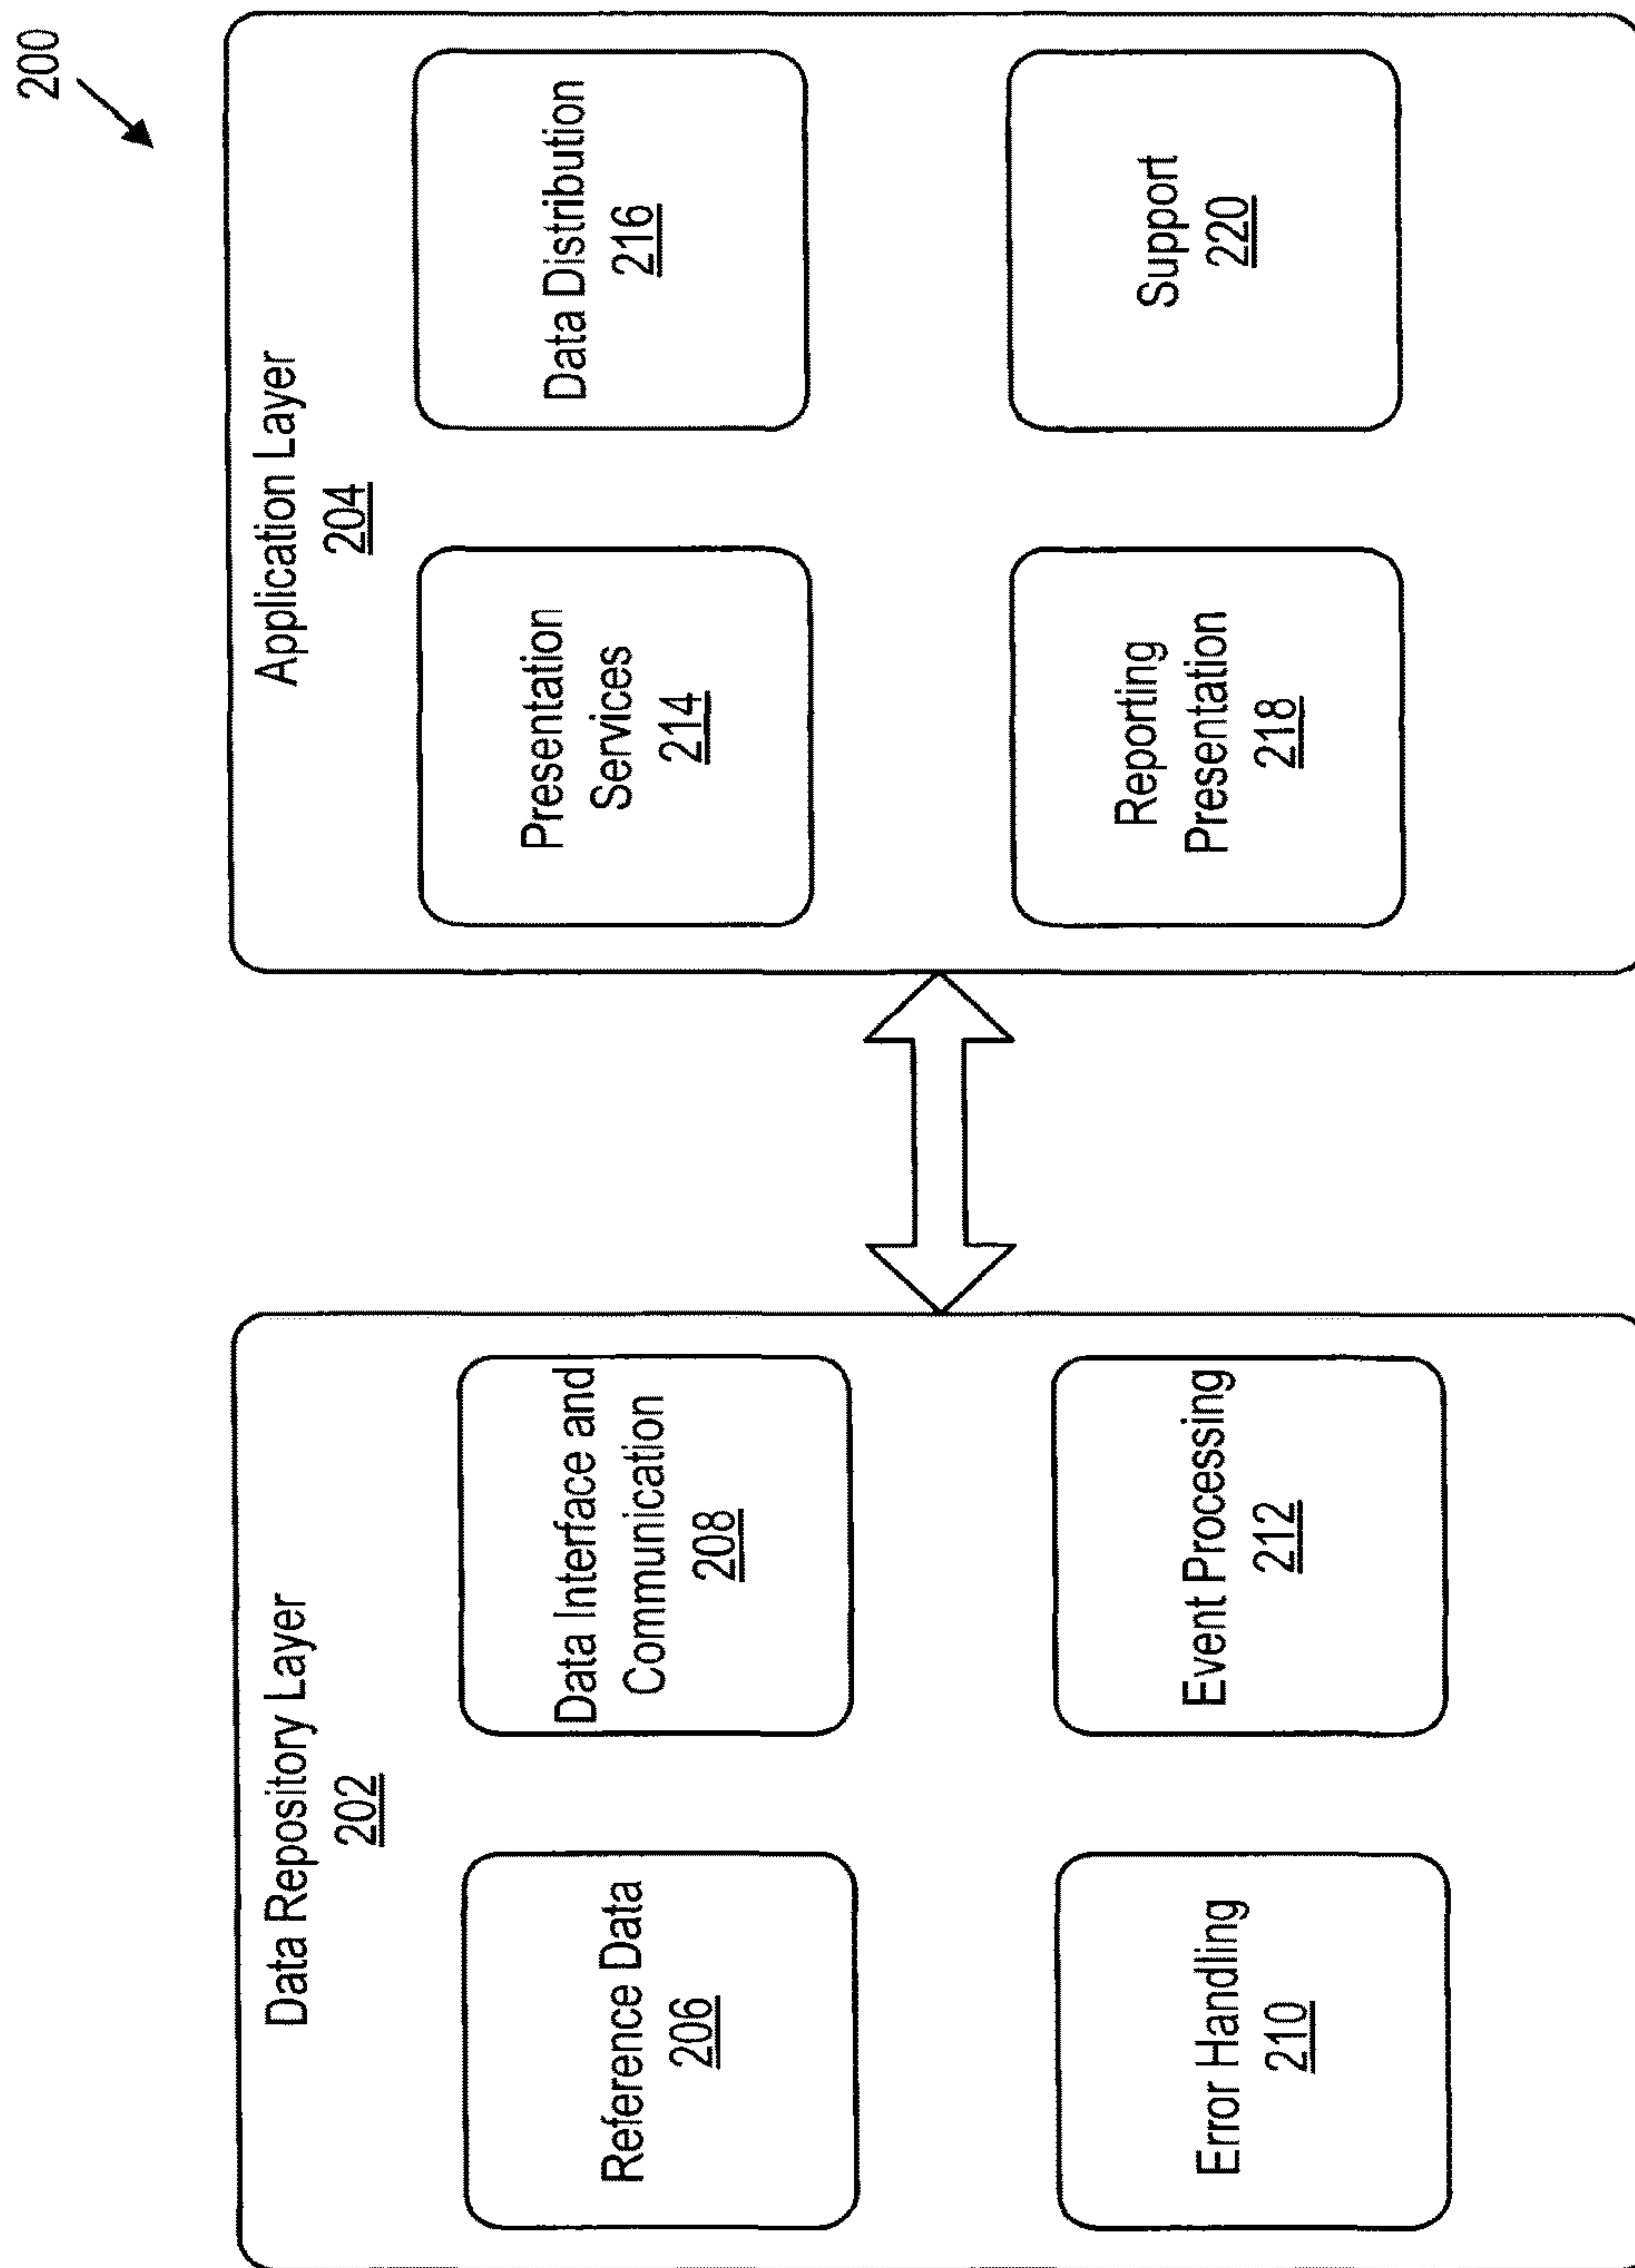 200
Data Repository Layer
202
Reference Data
206
Data Interface and
Communication
208
Error Handling
210
Event Processing
212
Application Layer
204
Presentation
Services
214
Data Distribution
216
Reporting
Presentation
218
Support
220